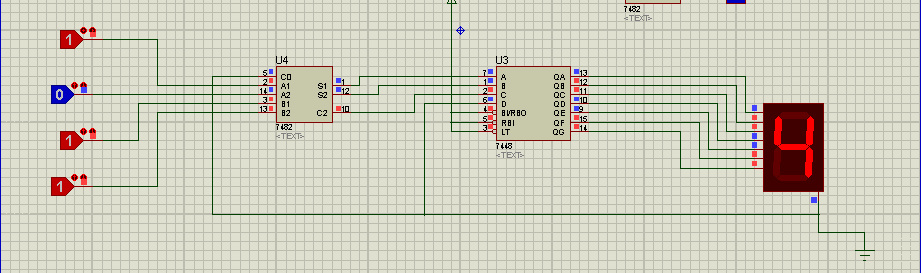 7482
<TEXT>
1
0
1
1
U4
5 C0
2 A1 S1 1
14 A2 S2 12
3 B1
13 B2 C2 10
7482
<TEXT>
U3
7 A QA 13
1 B QB 12
2 C QC 11
6 D QD 10
4 BI/RBO QE 9
5 RBI QF 15
3 LT QG 14
7448
<TEXT>
4